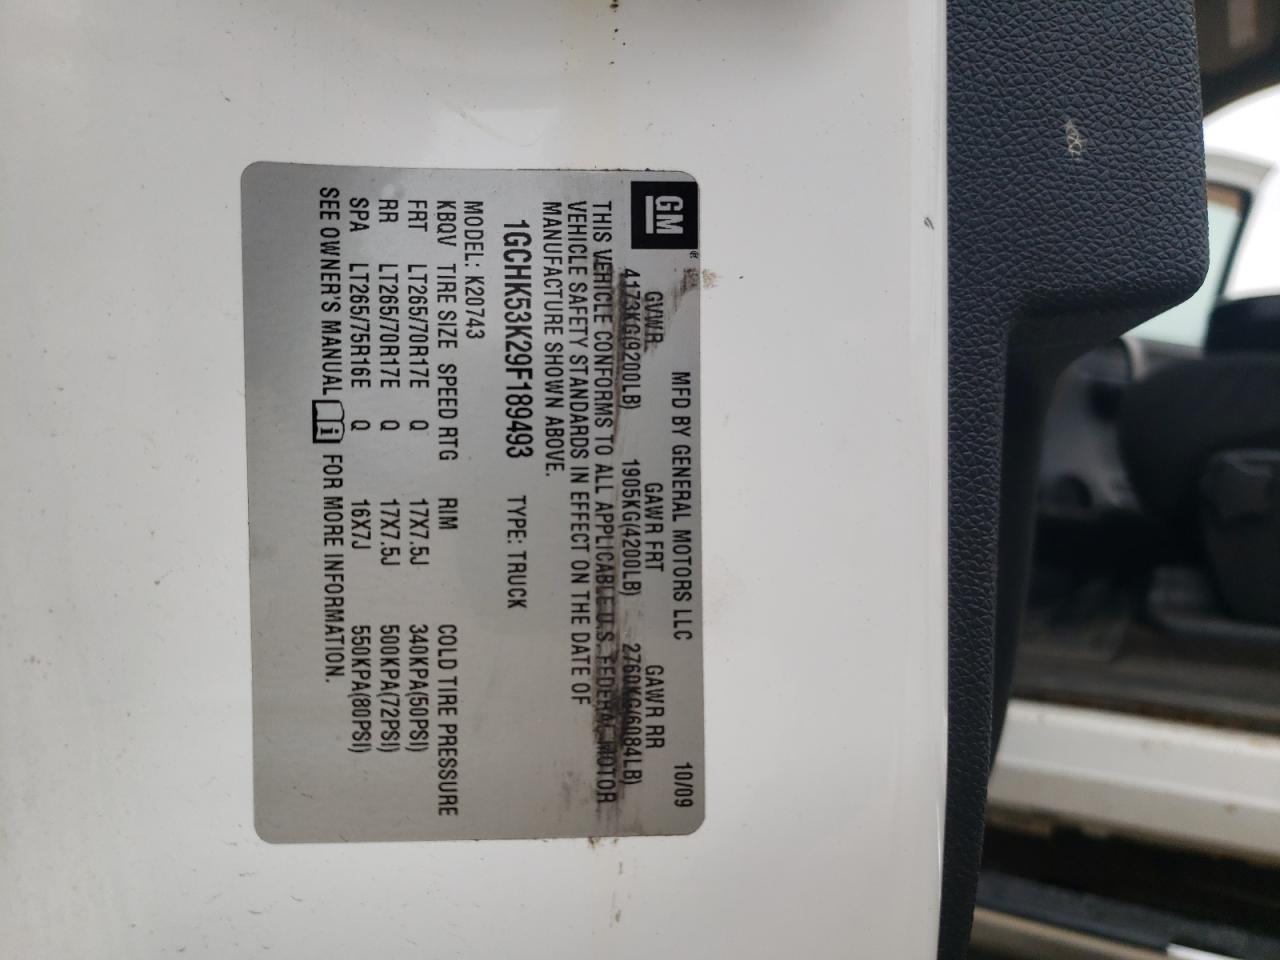 GM®
MFD BY GENERAL MOTORS LLC 10/09
GVWR GAWR FRT GAWR RR
4173KG(9200LB) 1905KG(4200LB) 2760KG(6084LB)
THIS VEHICLE CONFORMS TO ALL APPLICABLE U.S. FEDERAL MOTOR
VEHICLE SAFETY STANDARDS IN EFFECT ON THE DATE OF
MANUFACTURE SHOWN ABOVE.
1GCHK53K29F189493 TYPE: TRUCK
MODEL: K20743
KBQV TIRE SIZE SPEED RTG RIM COLD TIRE PRESSURE
FRT LT265/70R17E Q 17X7.5J 340KPA(50PSI)
RR LT265/70R17E Q 17X7.5J 500KPA(72PSI)
SPA LT265/75R16E Q 16X7J 550KPA(80PSI)
SEE OWNER'S MANUAL i FOR MORE INFORMATION.